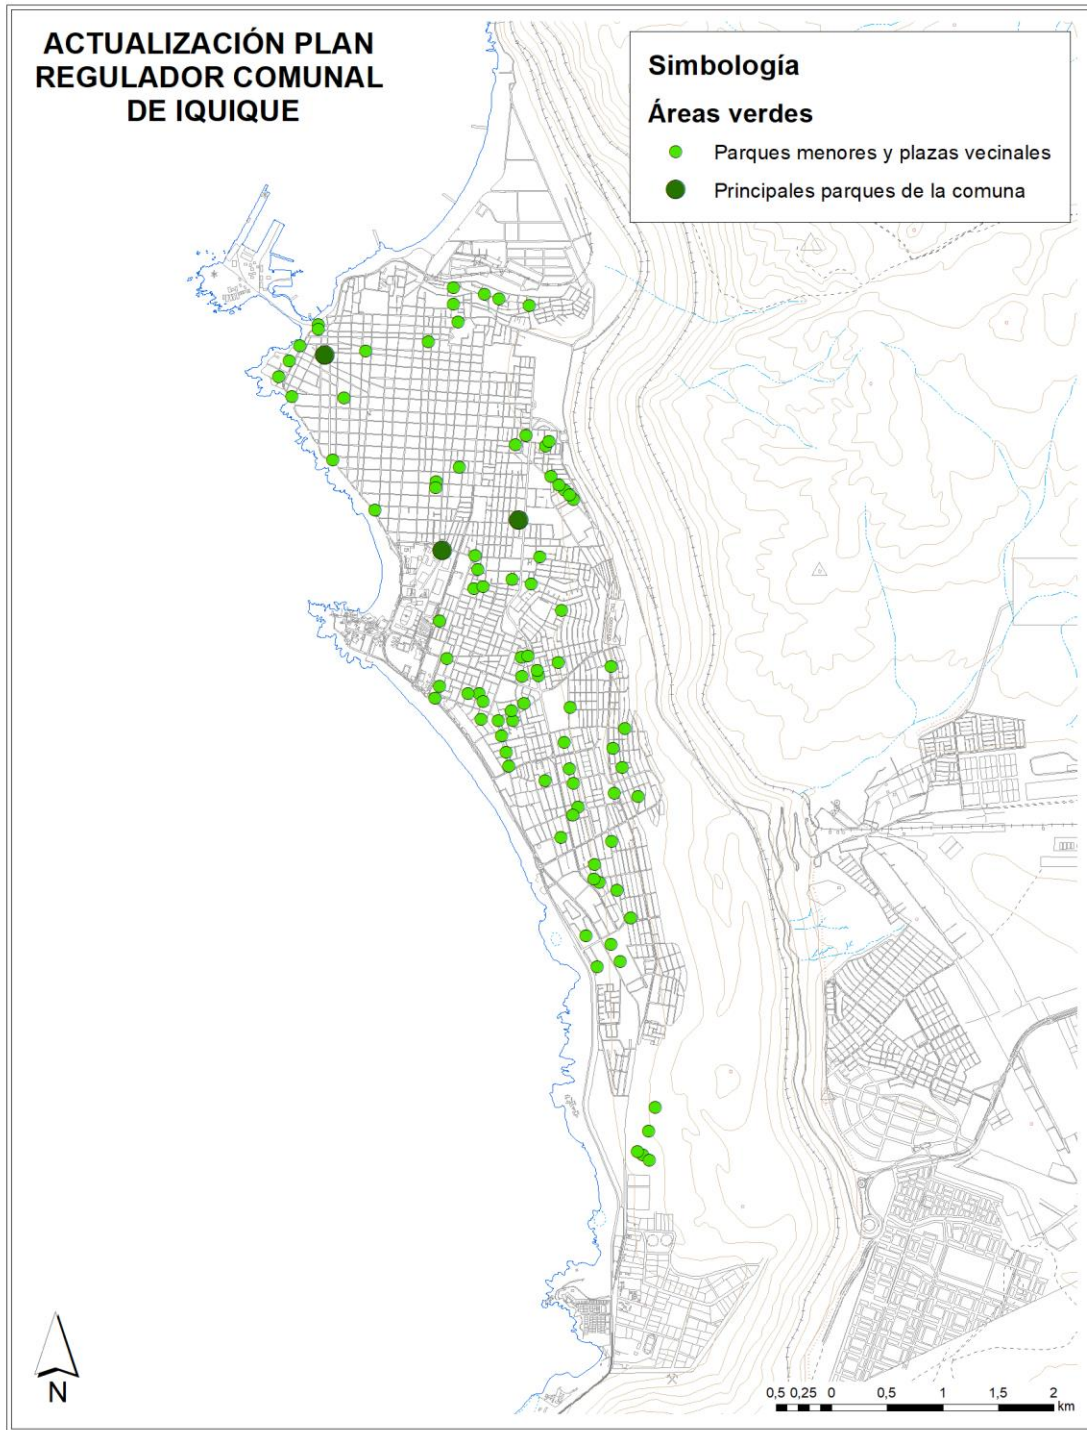 ACTUALIZACIÓN PLAN
REGULADOR COMUNAL
DE IQUIQUE
Simbología
Áreas verdes
Parques menores y plazas vecinales
Principales parques de la comuna
N
0,5 0,25 0 0,5 1 1,5 2
km